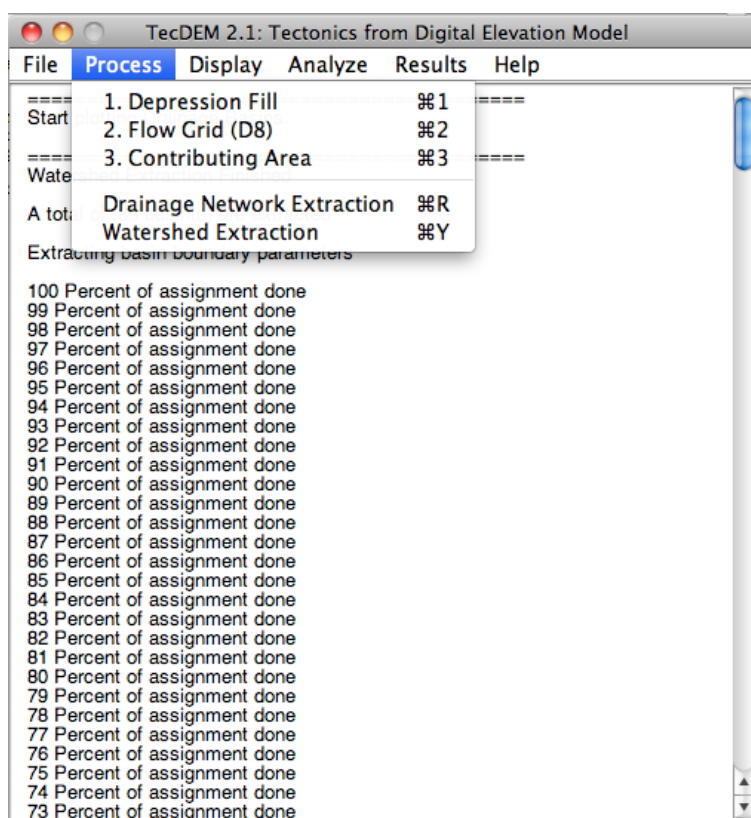 TecDEM 2.1: Tectonics from Digital Elevation Model
File Process Display Analyze Results Help
1. Depression Fill ⌘1
2. Flow Grid (D8) ⌘2
3. Contributing Area ⌘3
Drainage Network Extraction ⌘R
Watershed Extraction ⌘Y
Start
Watershed Extraction Finished
A total
Extracting basin boundary parameters
100 Percent of assignment done
99 Percent of assignment done
98 Percent of assignment done
97 Percent of assignment done
96 Percent of assignment done
95 Percent of assignment done
94 Percent of assignment done
93 Percent of assignment done
92 Percent of assignment done
91 Percent of assignment done
90 Percent of assignment done
89 Percent of assignment done
88 Percent of assignment done
87 Percent of assignment done
86 Percent of assignment done
85 Percent of assignment done
84 Percent of assignment done
83 Percent of assignment done
82 Percent of assignment done
81 Percent of assignment done
80 Percent of assignment done
79 Percent of assignment done
78 Percent of assignment done
77 Percent of assignment done
76 Percent of assignment done
75 Percent of assignment done
74 Percent of assignment done
73 Percent of assignment done